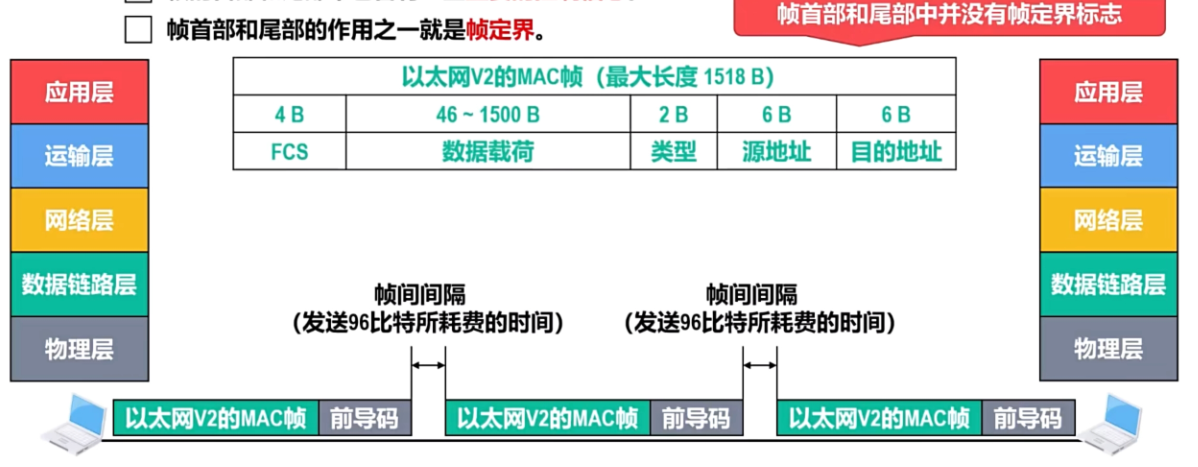 帧首部和尾部中并没有帧定界标志
帧首部和尾部的作用之一就是帧定界。
以太网V2的MAC帧（最大长度 1518 B）
4 B 46 ~ 1500 B 2 B 6 B 6 B
FCS 数据载荷 类型 源地址 目的地址
应用层
运输层
网络层
数据链路层
物理层
应用层
运输层
网络层
数据链路层
物理层
帧间间隔
（发送96比特所耗费的时间）
帧间间隔
（发送96比特所耗费的时间）
以太网V2的MAC帧 前导码 以太网V2的MAC帧 前导码 以太网V2的MAC帧 前导码